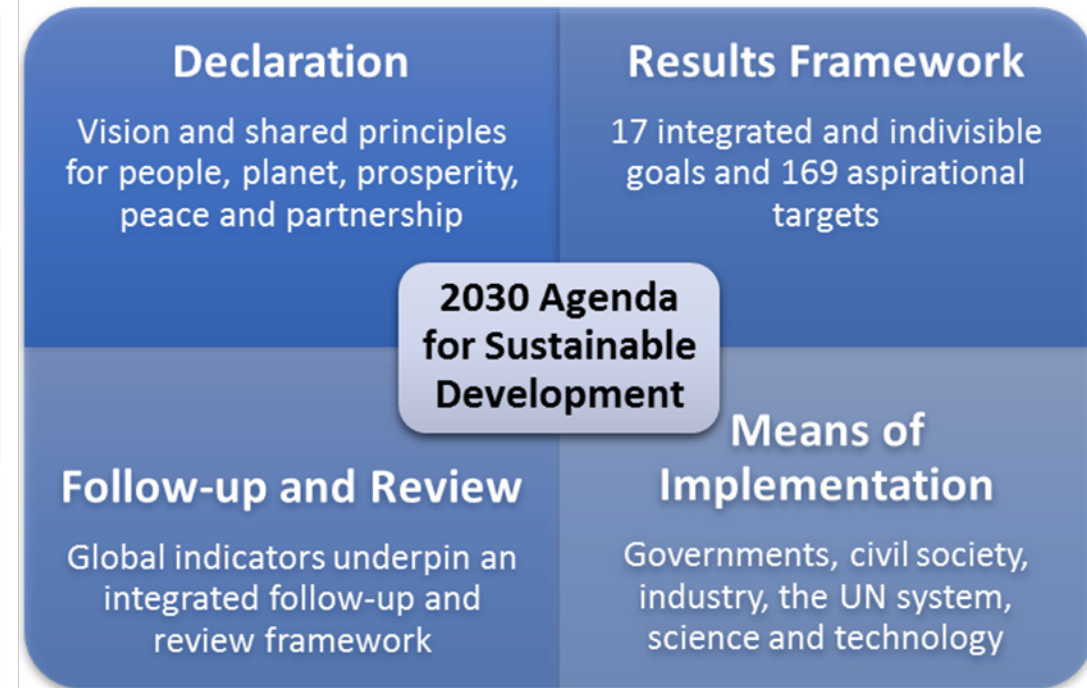 Declaration
Vision and shared principles
for people, planet, prosperity,
peace and partnership
Results Framework
17 integrated and indivisible
goals and 169 aspirational
targets
2030 Agenda
for Sustainable
Development
Follow-up and Review
Global indicators underpin an
integrated follow-up and
review framework
Means of
Implementation
Governments, civil society,
industry, the UN system,
science and technology